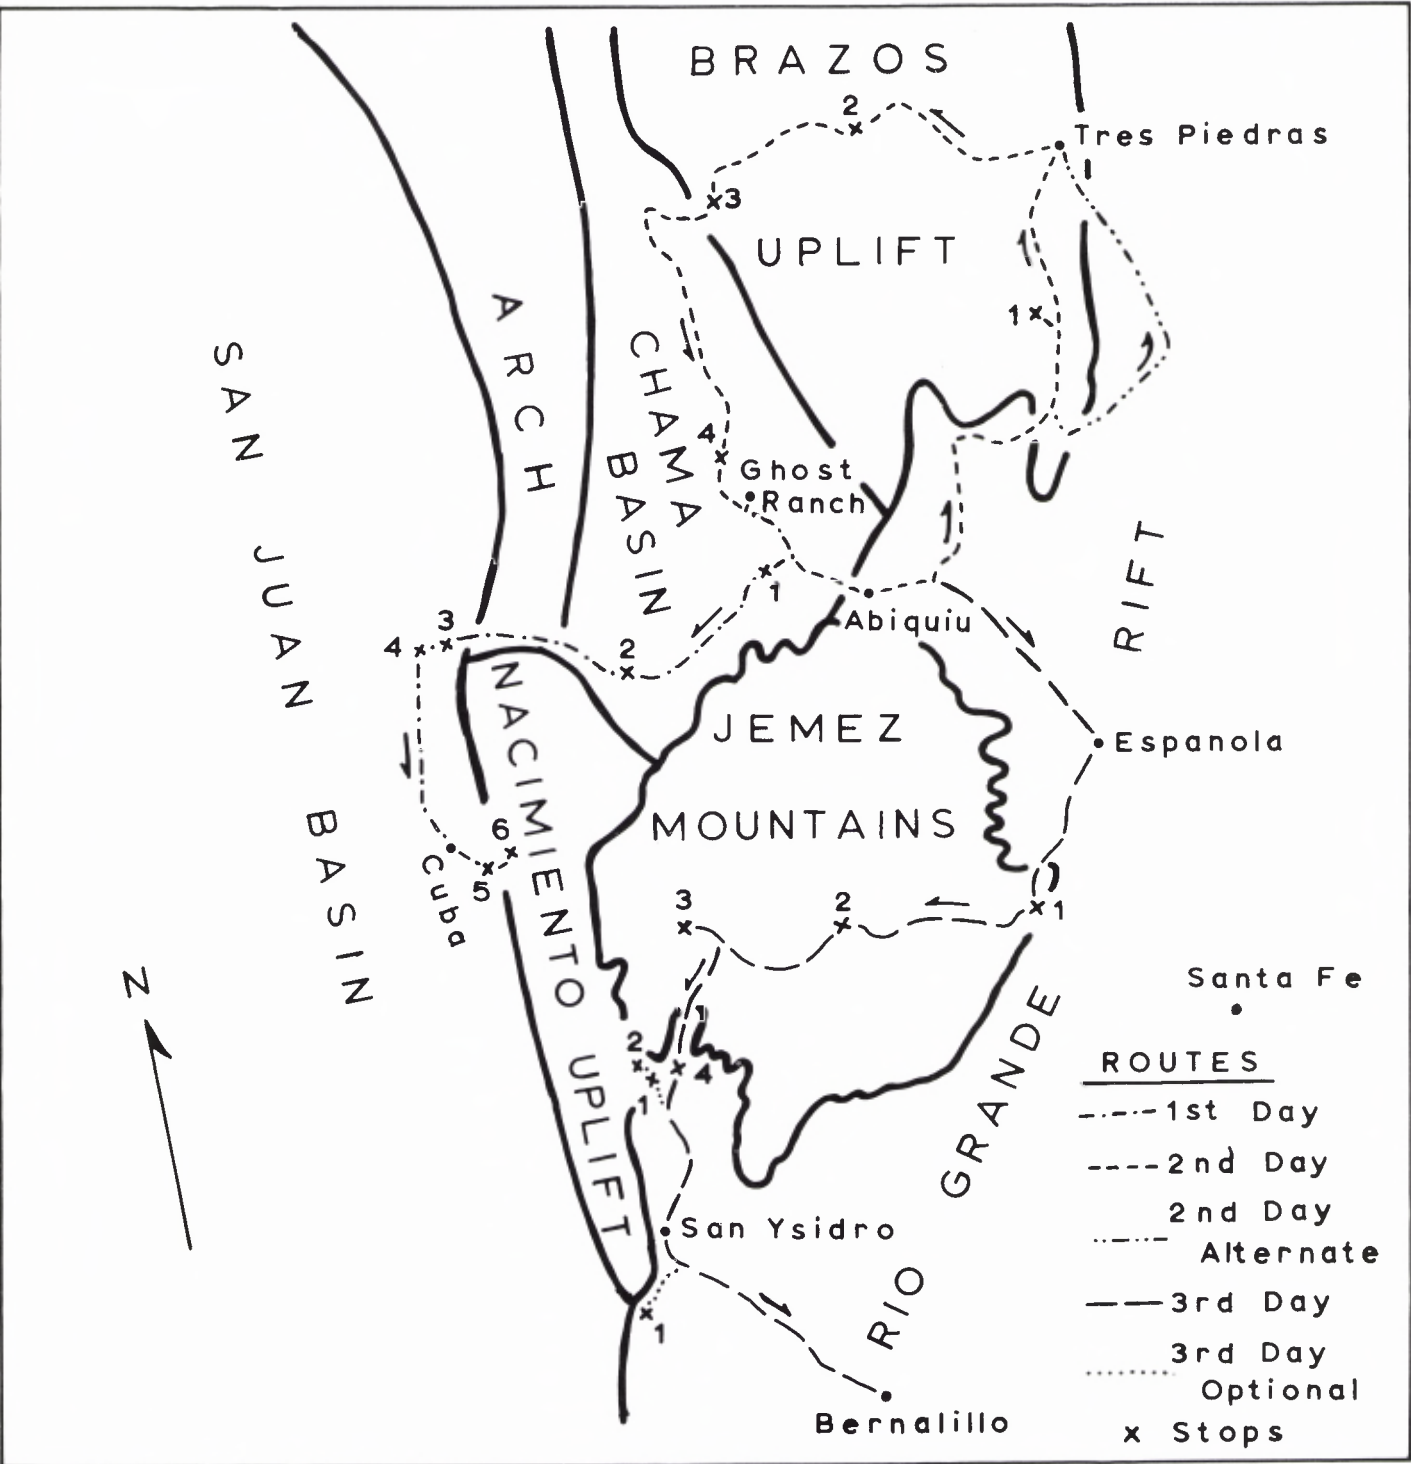 BRAZOS
2
Tres Piedras
3
UPLIFT
ARCH
1
CHAMA
BASIN
SAN JUAN BASIN
4
Ghost
Ranch
1
Abiquiu
RIFT
3
4
2
NACIMIENTO UPLIFT
JEMEZ
Espanola
MOUNTAINS
6
Cuba
5
3
2
1
N
Santa Fe
GRANDE
2
4
1
ROUTES
1st Day
2nd Day
2nd Day
Alternate
San Ysidro
3rd Day
RIO
1
3rd Day
Optional
Bernalillo
x Stops